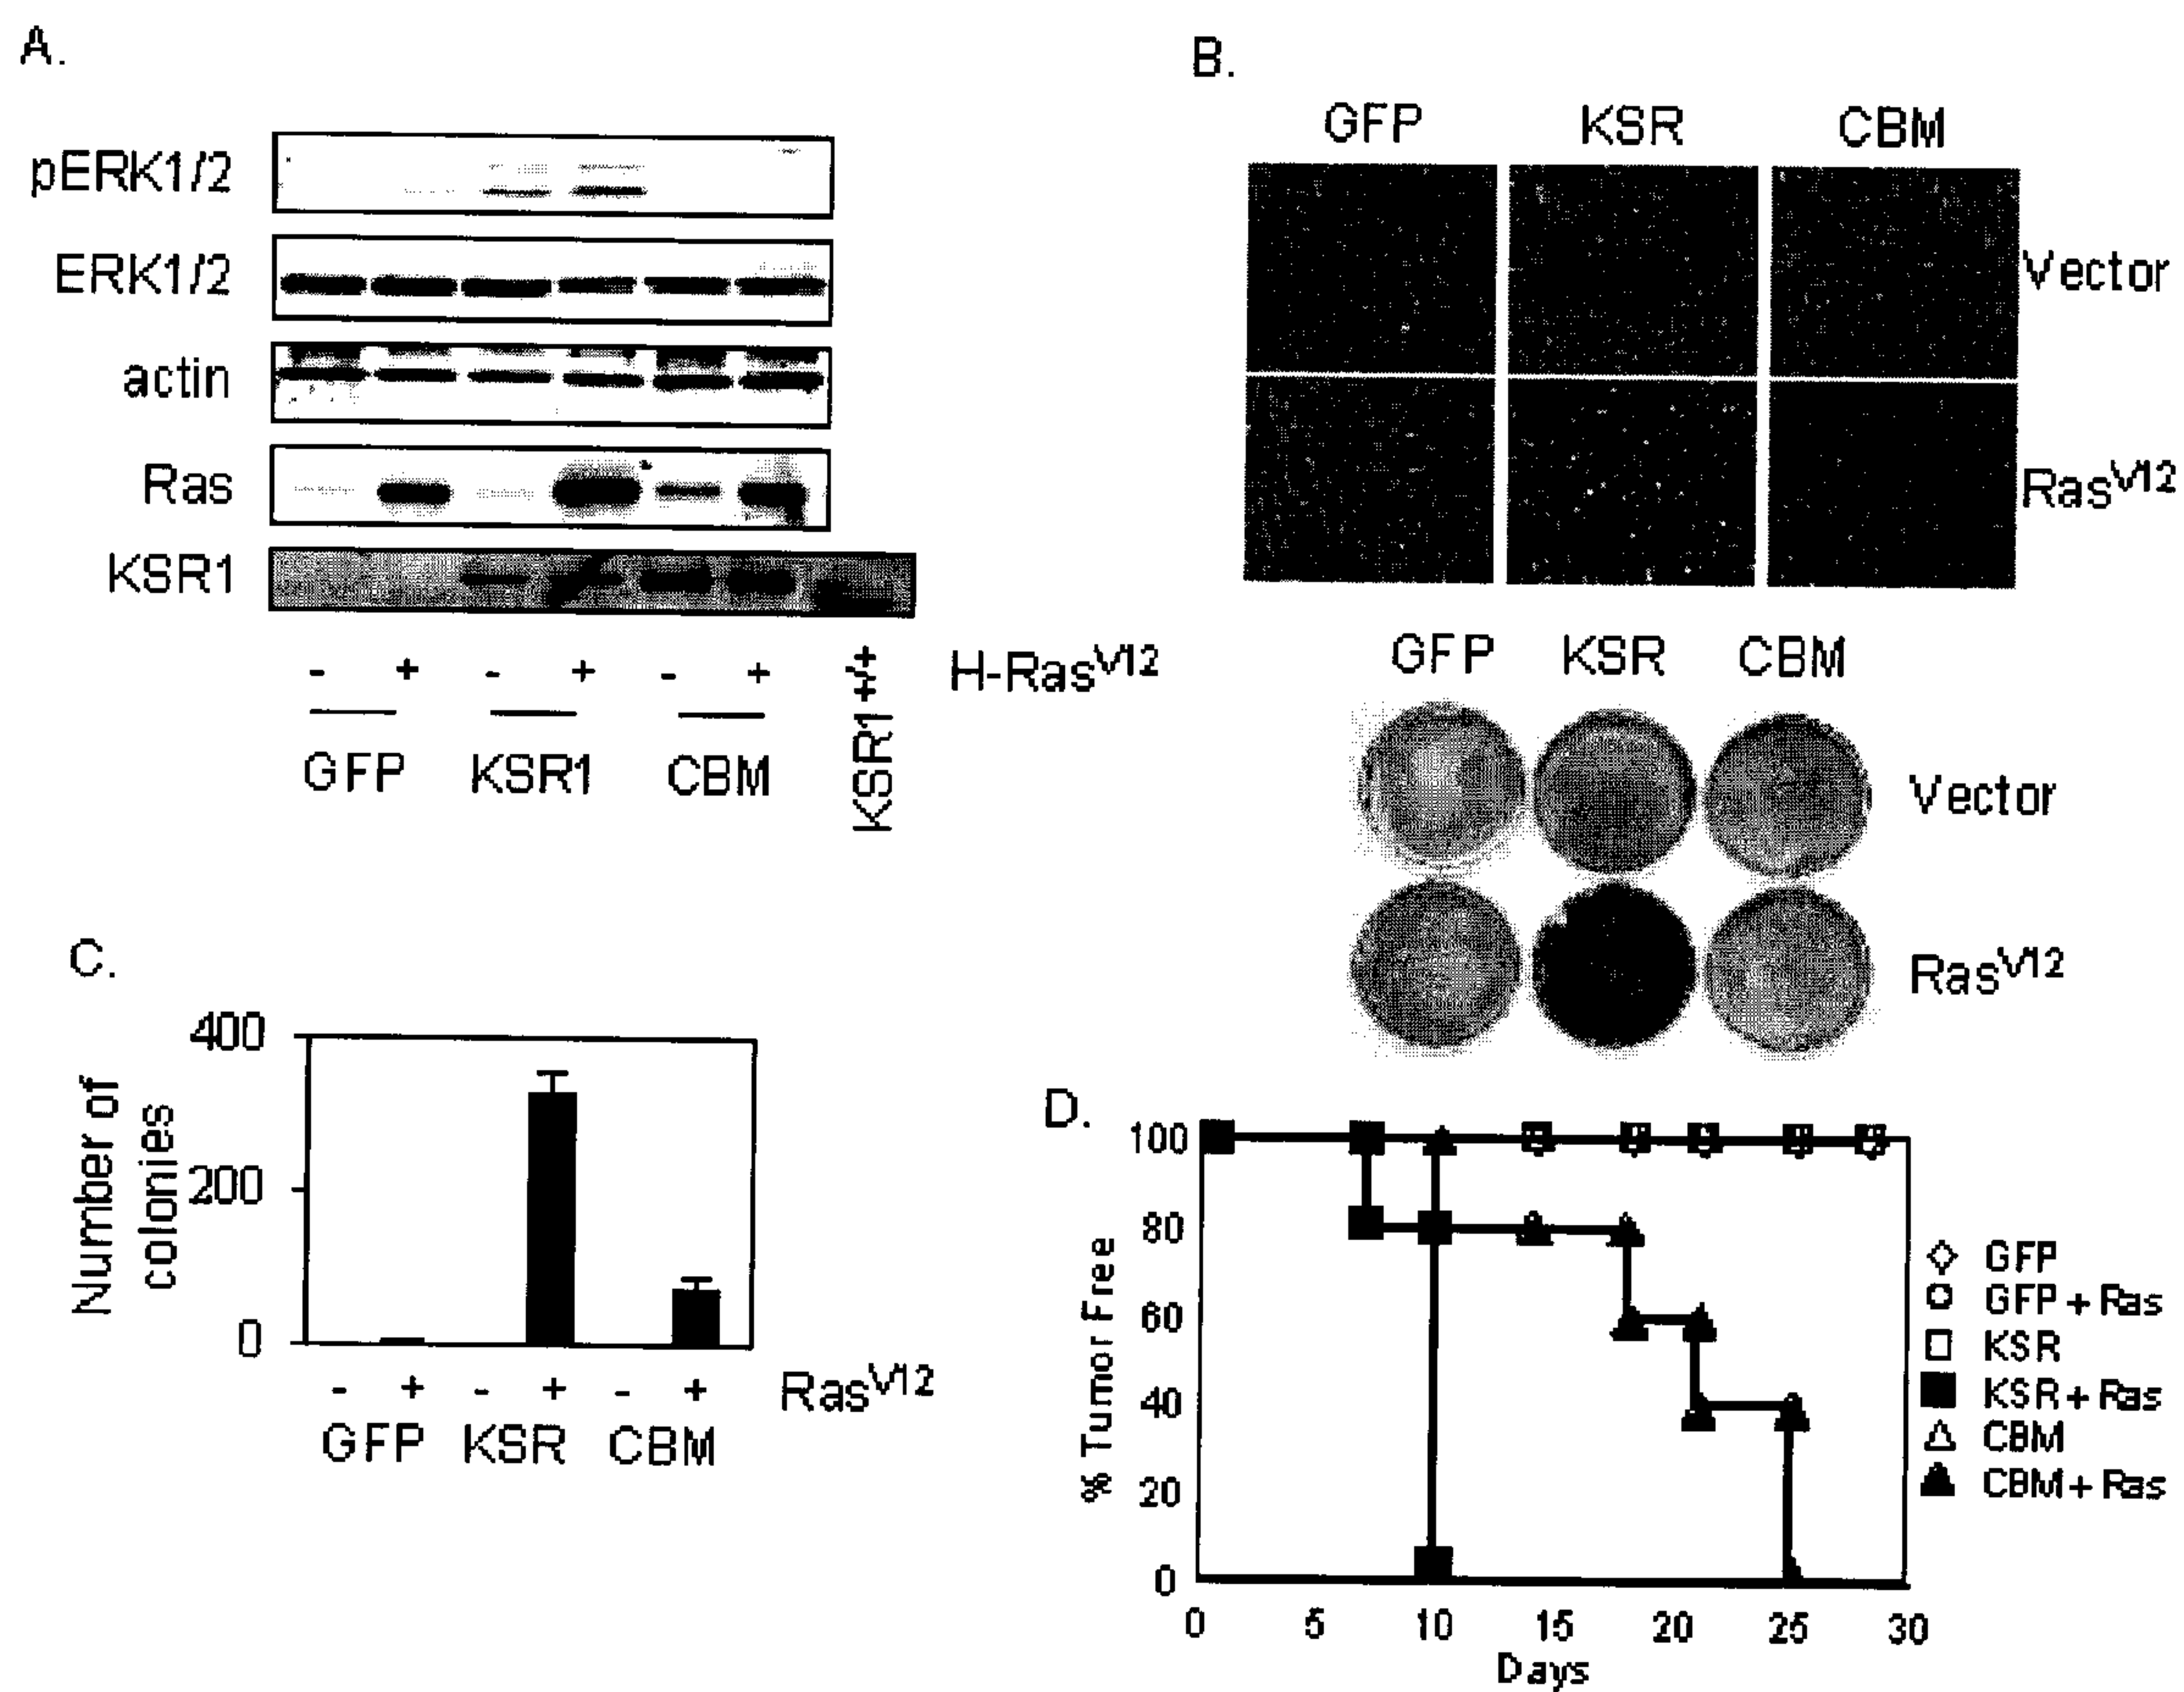 A.
pERK1/2
ERK1/2
actin
Ras
KSR1
- + - + - + KSR1+/+ H-RasV12
GFP KSR1 CBM
B.
GFP KSR CBM
Vector
RasV12
GFP KSR CBM
Vector
RasV12
C.
Number of
colonies
400
200
0
- + - + - + RasV12
GFP KSR CBM
D.
% Tumor Free
100
80
60
40
20
0
0 5 10 15 20 25 30
Days
GFP
GFP + Ras
KSR
KSR + Ras
CBM
CBM + Ras